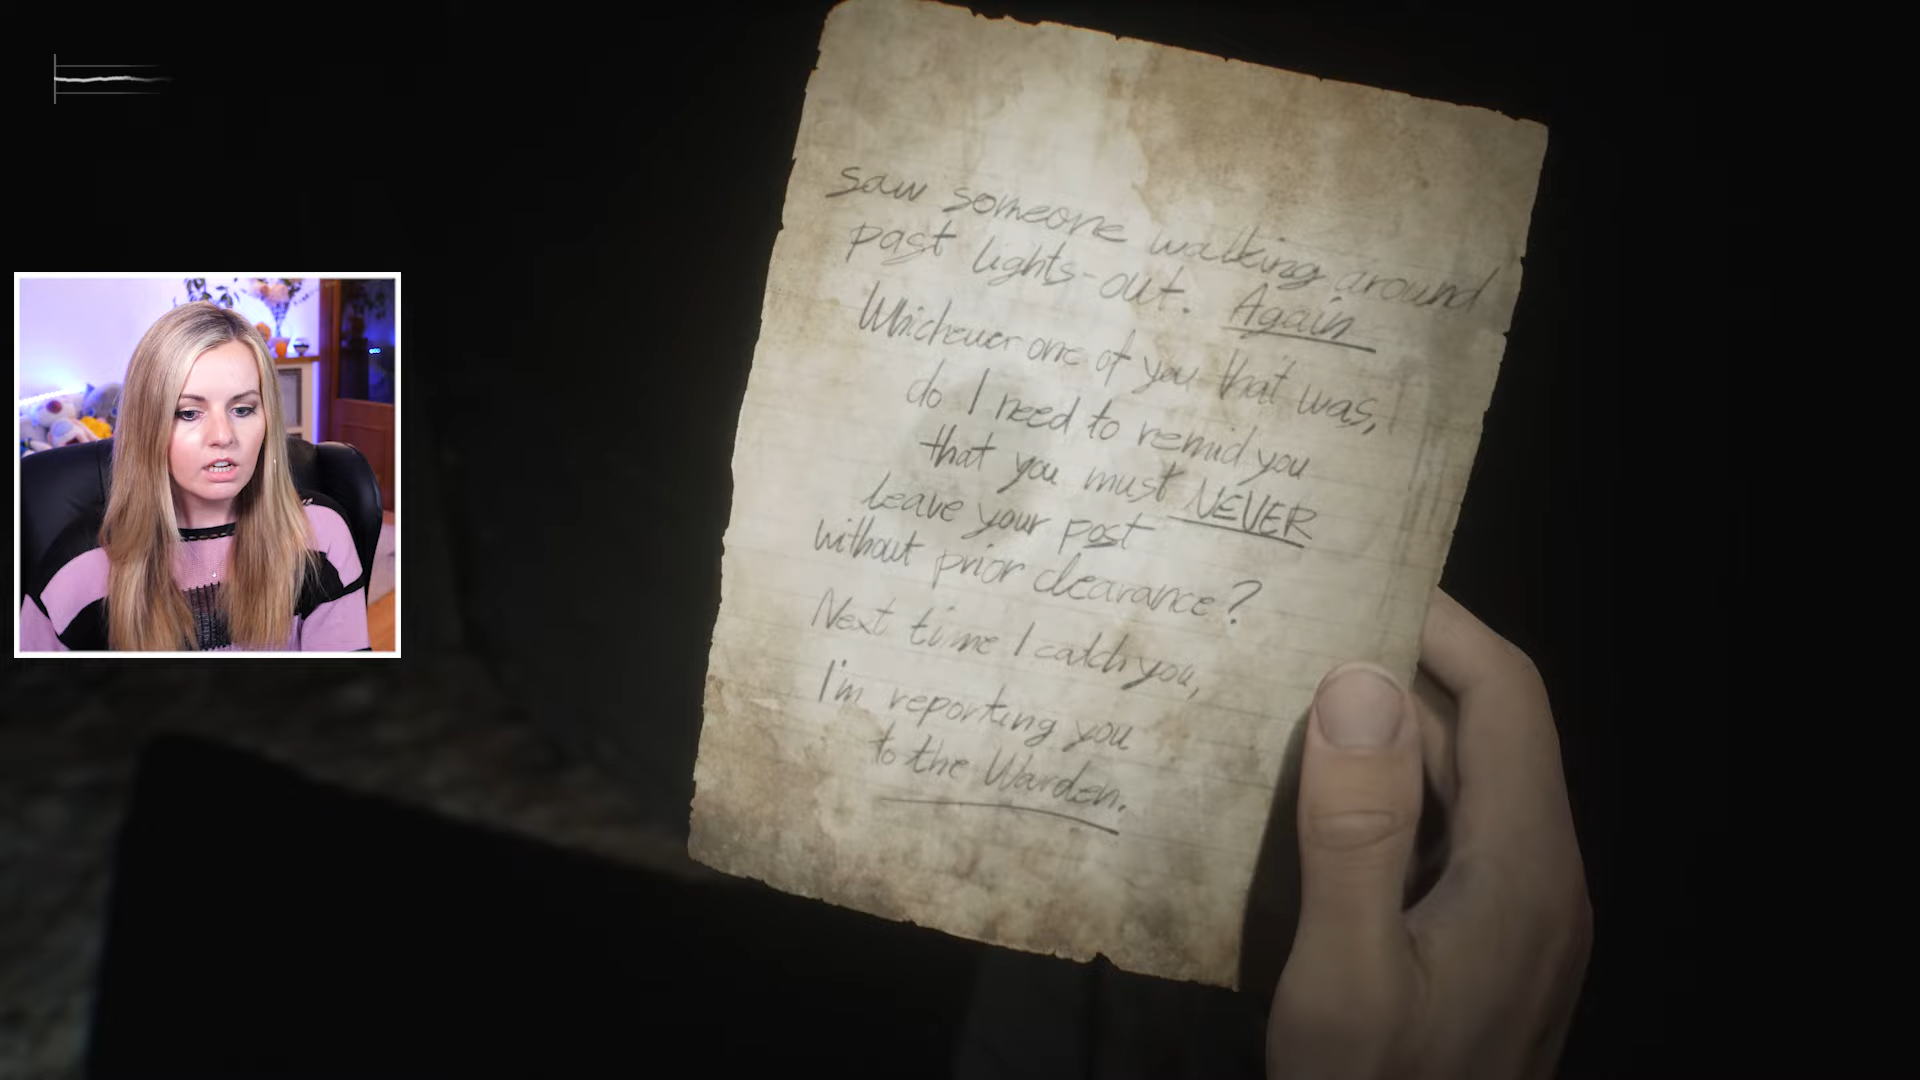 saw someone walking around
past lights-out. Again
Whichever one of you that was,
do I need to remid you
that you must NEVER
leave your post
without prior clearance?
Next time I catch you,
I'm reporting you
to the Warden.